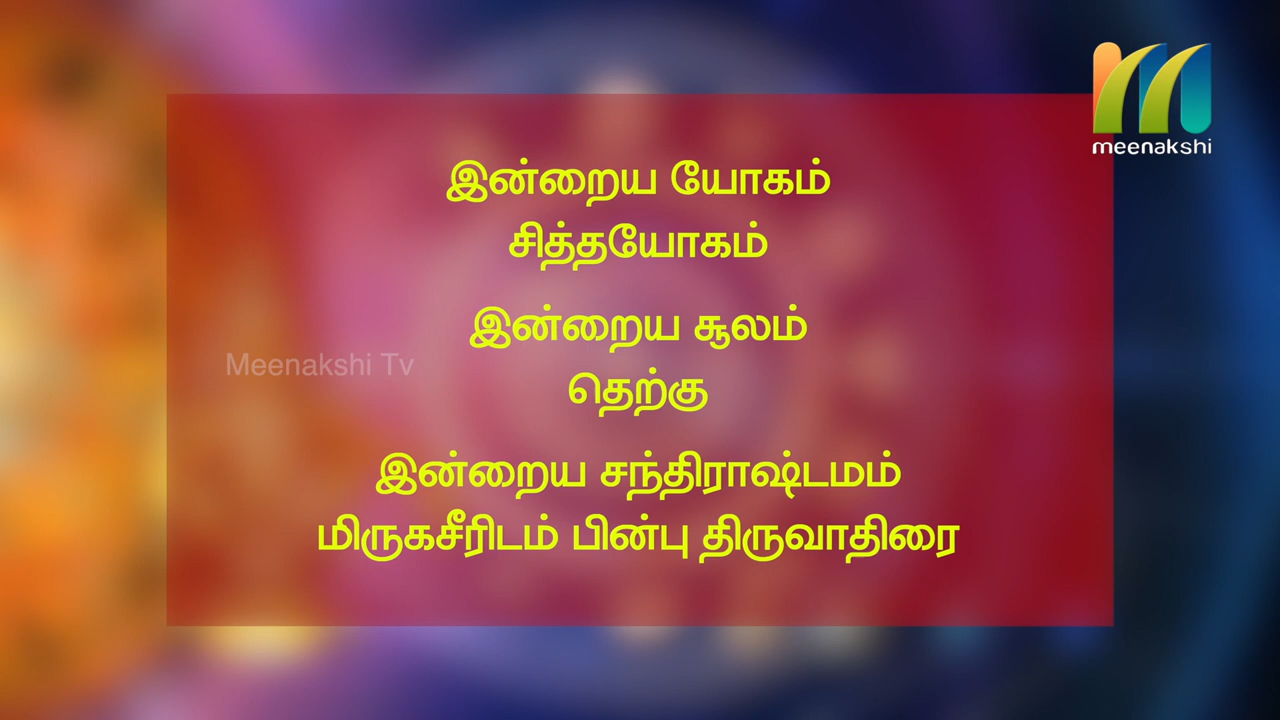 meenakshi
இன்றைய யோகம்
சித்தயோகம்
இன்றைய சூலம்
Meenakshi Tv
தெற்கு
இன்றைய சந்திராஷ்டமம்
மிருகசீரிடம் பின்பு திருவாதிரை